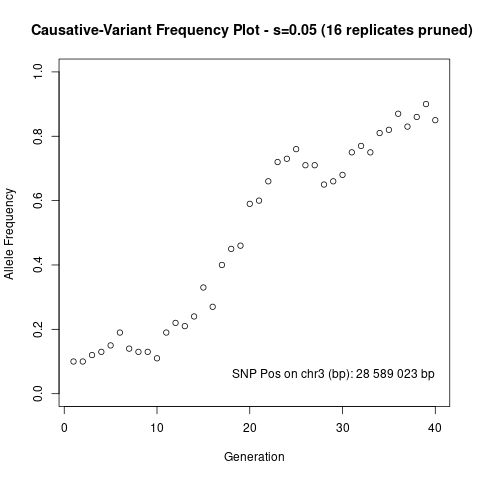 Causative-Variant Frequency Plot - s=0.05 (16 replicates pruned)
1.0
0.8
0.6
0.4
0.2
0.0
Allele Frequency
SNP Pos on chr3 (bp): 28 589 023 bp
0 10 20 30 40
Generation